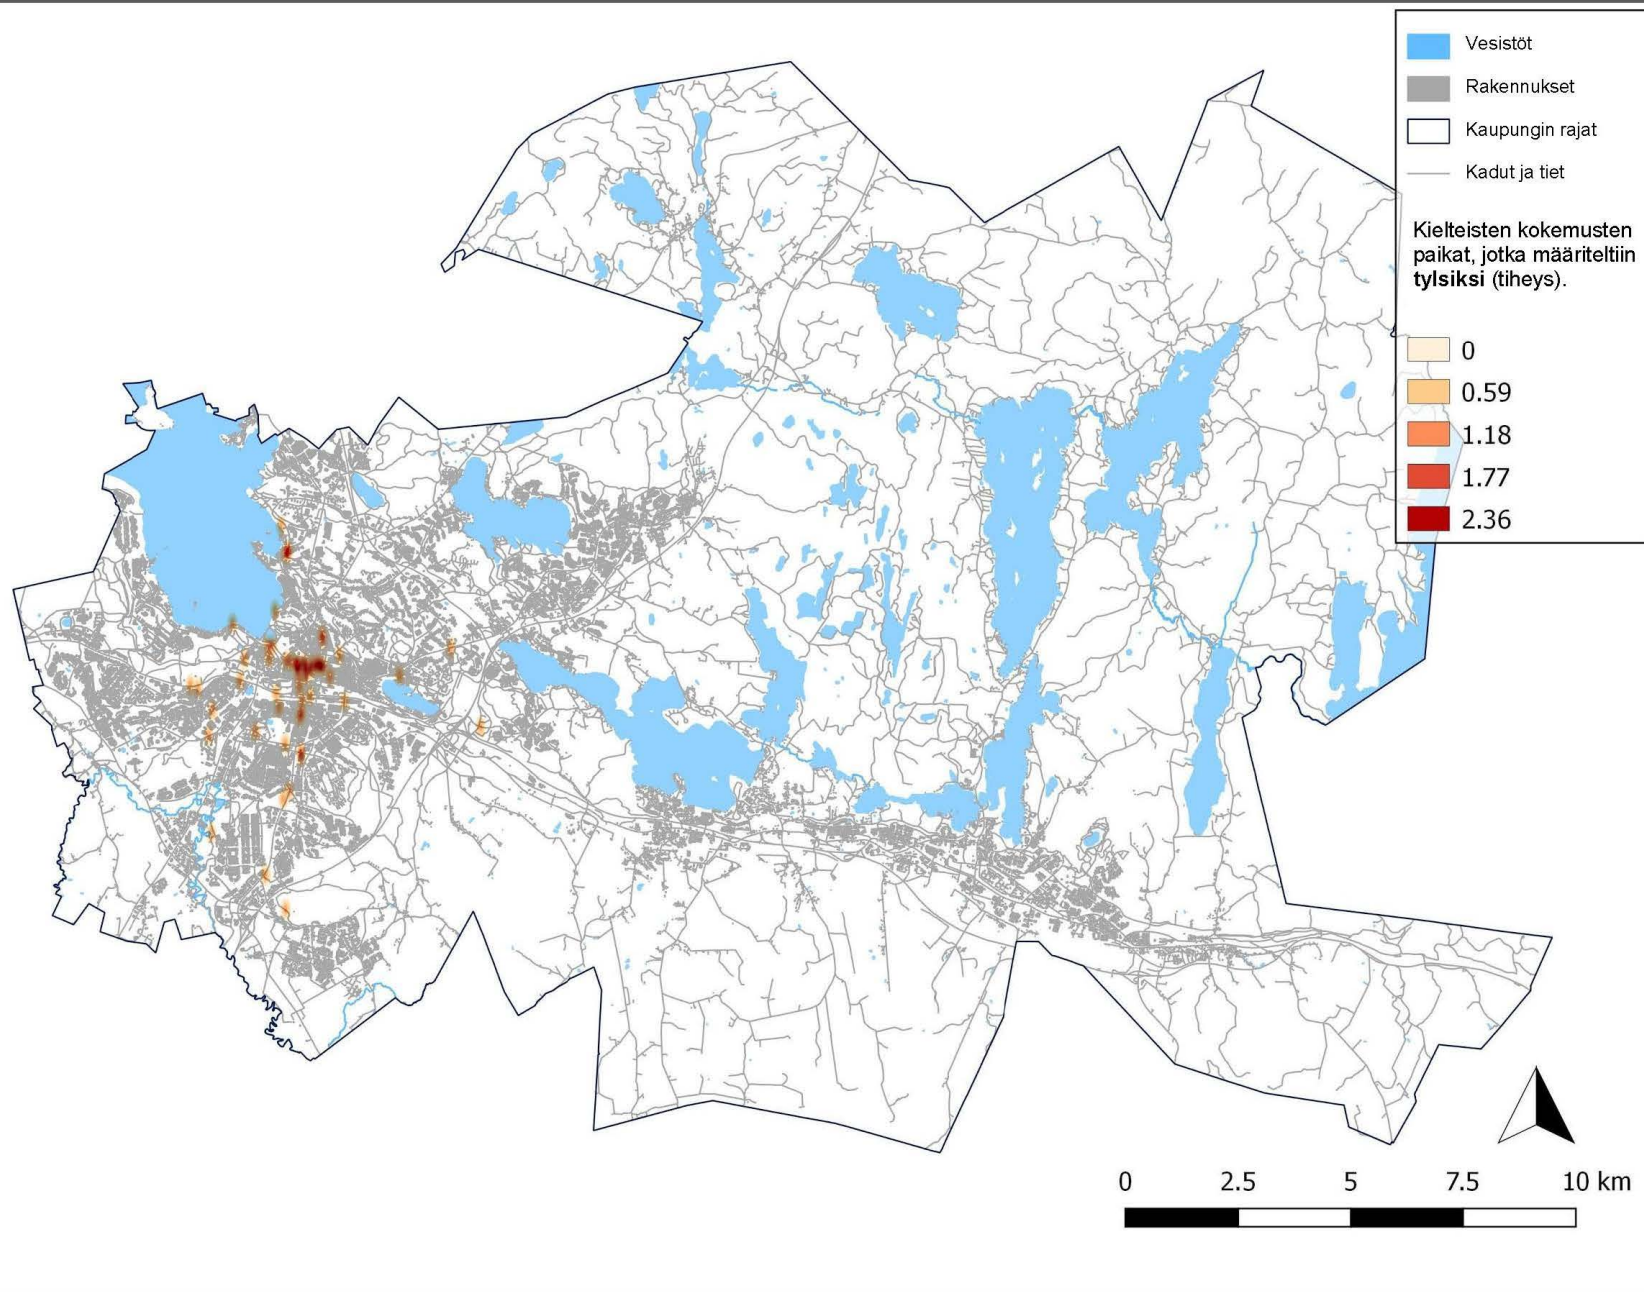 Vesistöt
Rakennukset
Kaupungin rajat
Kadut ja tiet
Kielteisten kokemusten
paikat, jotka määriteltiin
tylsiksi (tiheys).
0
0.59
1.18
1.77
2.36
0 2.5 5 7.5 10 km